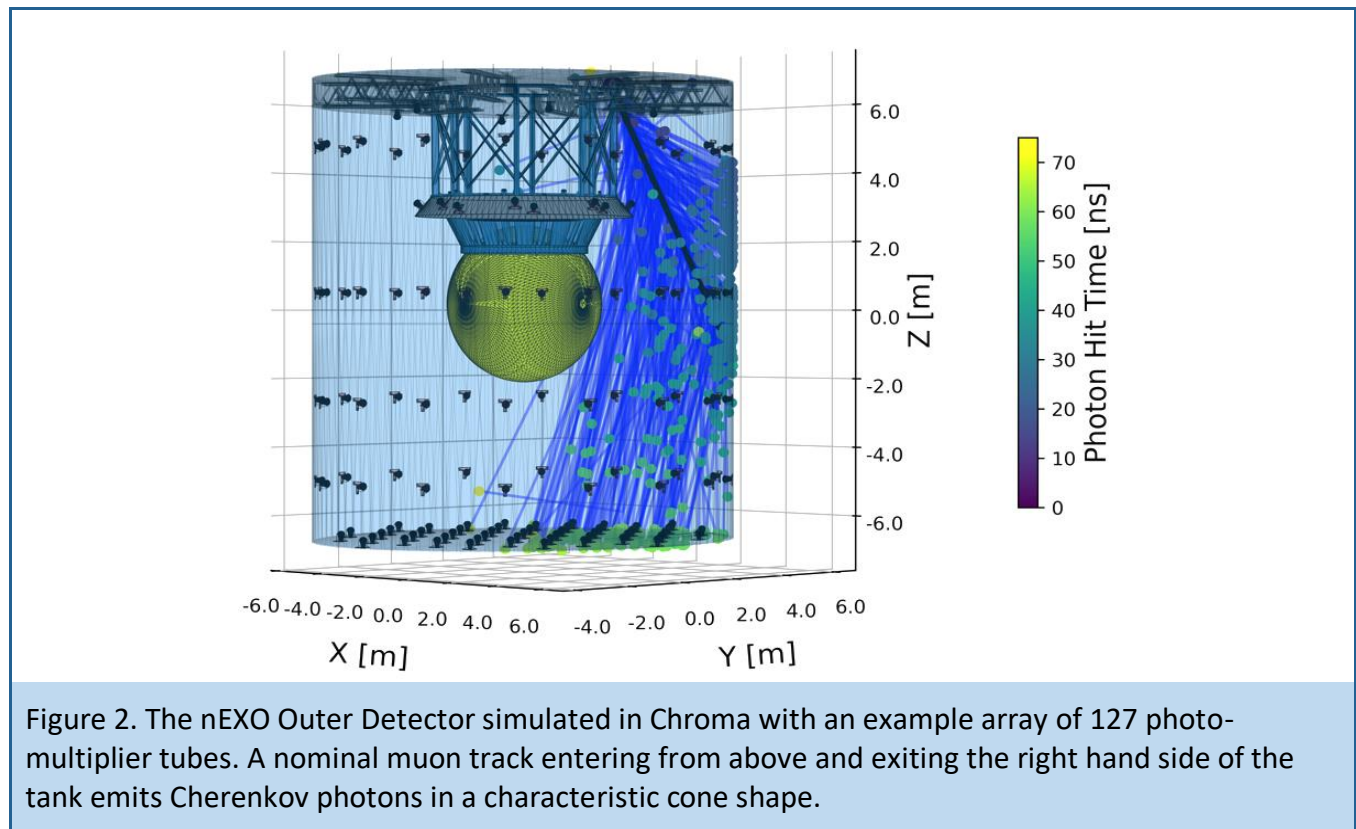 6.0
4.0
2.0
0.0
-2.0
-4.0
-6.0
Z [m]
-6.0 -4.0 -2.0 0.0 2.0 4.0 6.0
X [m]
-4.0 -2.0 0.0 2.0 4.0 6.0
Y [m]
70
60
50
40
30
20
10
0
Photon Hit Time [ns]
Figure 2. The nEXO Outer Detector simulated in Chroma with an example array of 127 photo-
multiplier tubes. A nominal muon track entering from above and exiting the right hand side of the
tank emits Cherenkov photons in a characteristic cone shape.